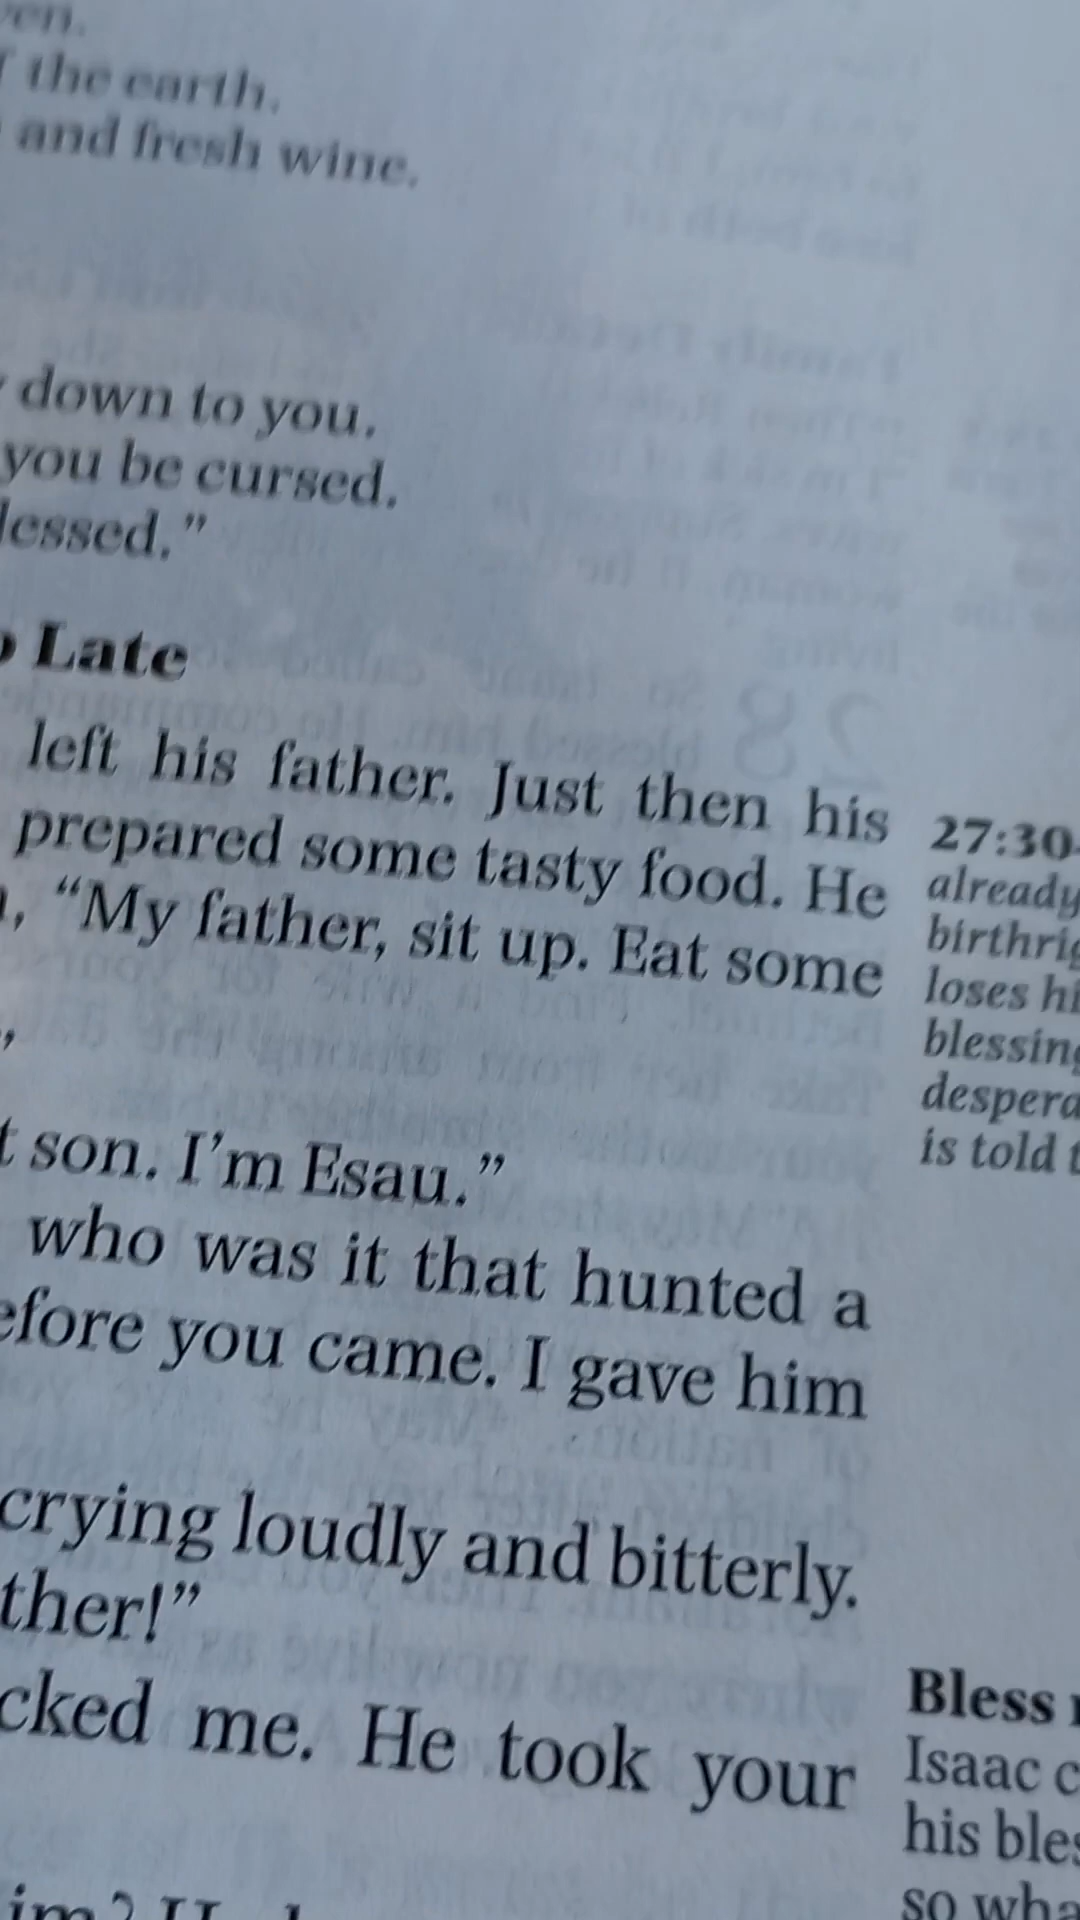 the earth.
and fresh wine.
down to you.
you be cursed.
lessed.”
Late
left his father. Just then his
prepared some tasty food. He
“My father, sit up. Eat some
”
son. I’m Esau.”
who was it that hunted a
efore you came. I gave him
crying loudly and bitterly.
ther!”
cked me. He took your
27:30-
already
birthrig
loses hi
blessing
despera
is told t
Bless
Isaac c
his bles
so wha